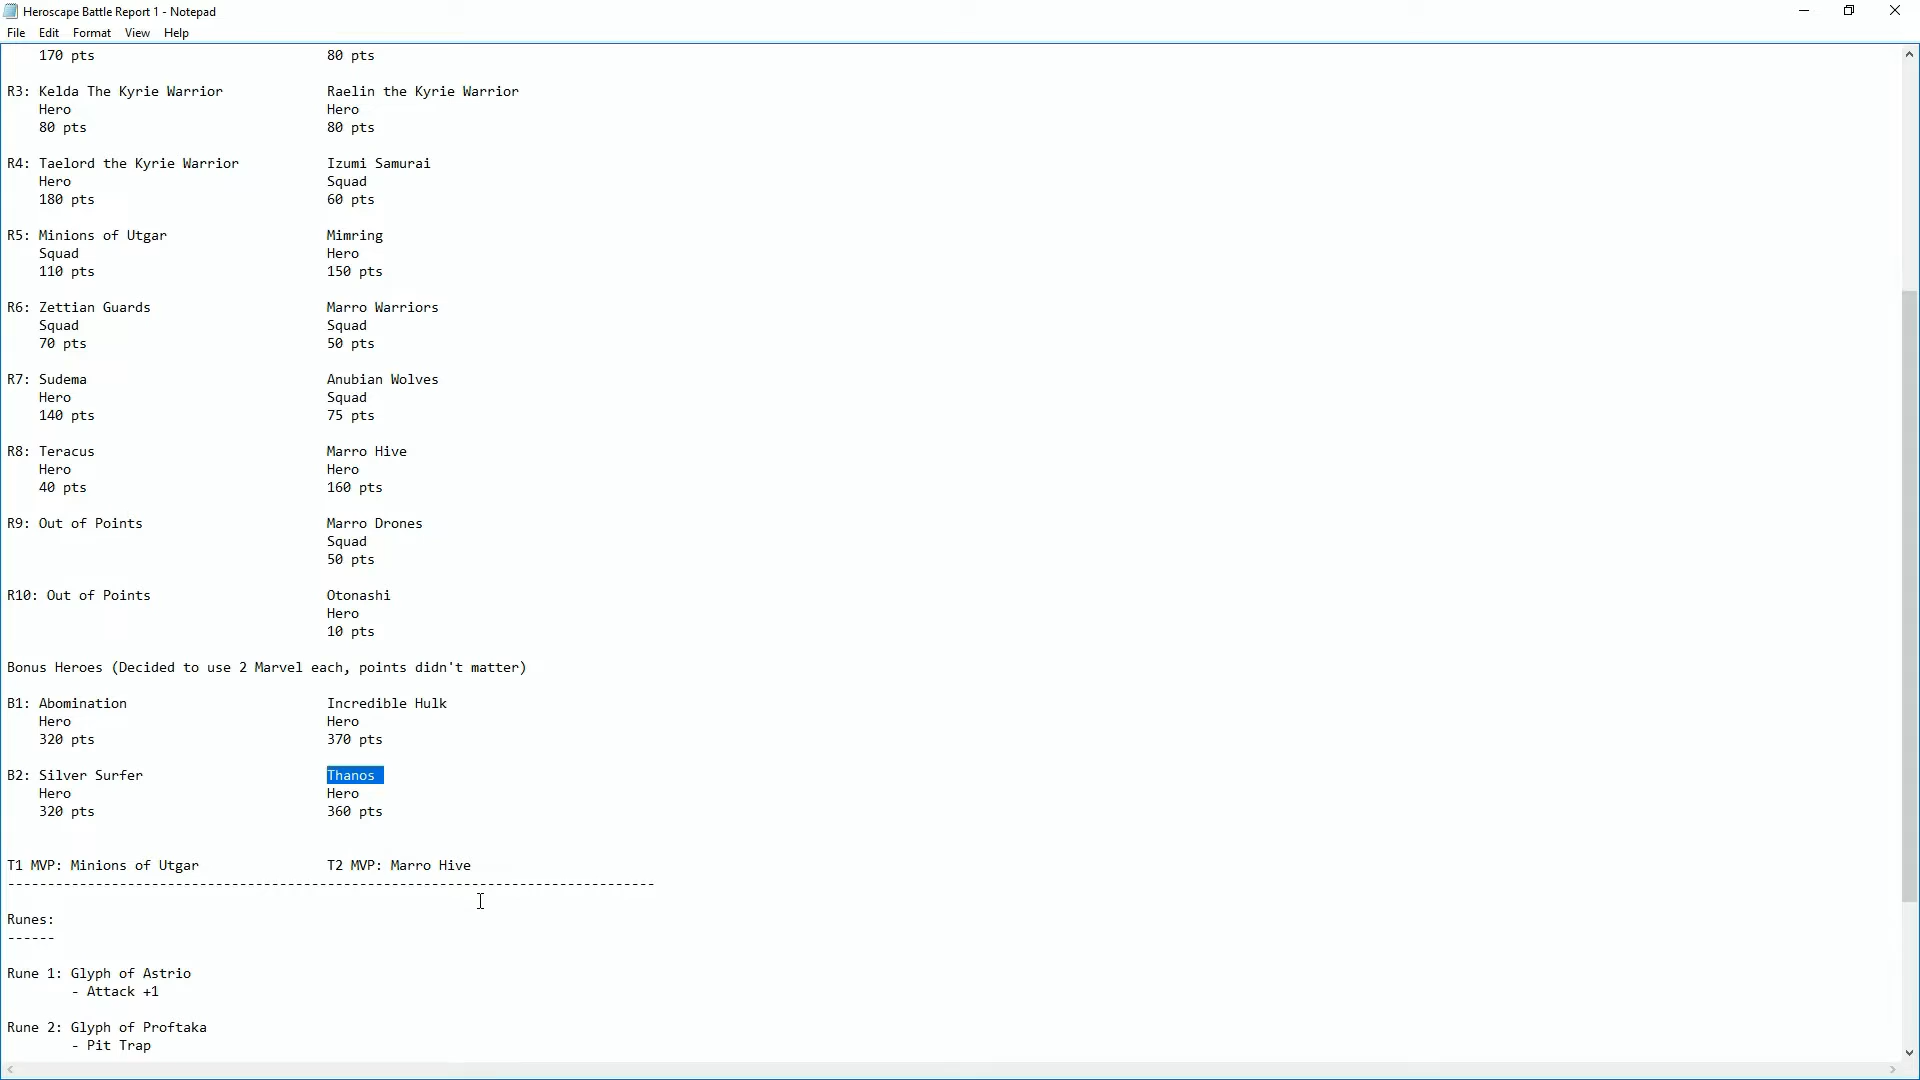 Heroscape Battle Report 1 - Notepad
File Edit Format View Help
170 pts 80 pts
R3: Kelda The Kyrie Warrior Raelin the Kyrie Warrior
Hero Hero
80 pts 80 pts
R4: Taelord the Kyrie Warrior Izumi Samurai
Hero Squad
180 pts 60 pts
R5: Minions of Utgar Mimring
Squad Hero
110 pts 150 pts
R6: Zettian Guards Marro Warriors
Squad Squad
70 pts 50 pts
R7: Sudema Anubian Wolves
Hero Squad
140 pts 75 pts
R8: Teracus Marro Hive
Hero Hero
40 pts 160 pts
R9: Out of Points Marro Drones
Squad
50 pts
R10: Out of Points Otonashi
Hero
10 pts
Bonus Heroes (Decided to use 2 Marvel each, points didn't matter)
B1: Abomination Incredible Hulk
Hero Hero
320 pts 370 pts
B2: Silver Surfer Thanos
Hero Hero
320 pts 360 pts
T1 MVP: Minions of Utgar T2 MVP: Marro Hive
---------------------------------------------------------------------------------
Runes:
------
Rune 1: Glyph of Astrio
- Attack +1
Rune 2: Glyph of Proftaka
- Pit Trap